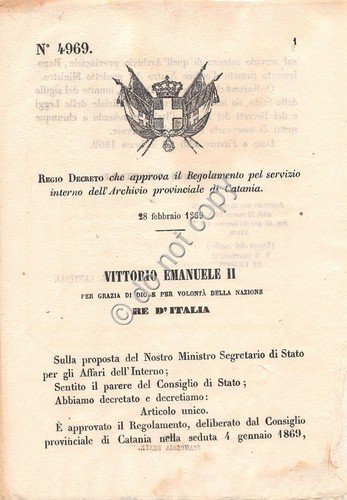 N° 4969.
1
REGIO DECRETO che approva il Regolamento pel servizio
interno dell'Archivio provinciale di Catania.
28 febbraio 1869
VITTORIO EMANUELE II
PER GRAZIA DI DIO E PER VOLONTÀ DELLA NAZIONE
RE D'ITALIA
Sulla proposta del Nostro Ministro Segretario di Stato
per gli Affari dell'Interno;
Sentito il parere del Consiglio di Stato;
Abbiamo decretato e decretiamo:
Articolo unico.
È approvato il Regolamento, deliberato dal Consiglio
provinciale di Catania nella seduta 4 gennaio 1869,
do not copy